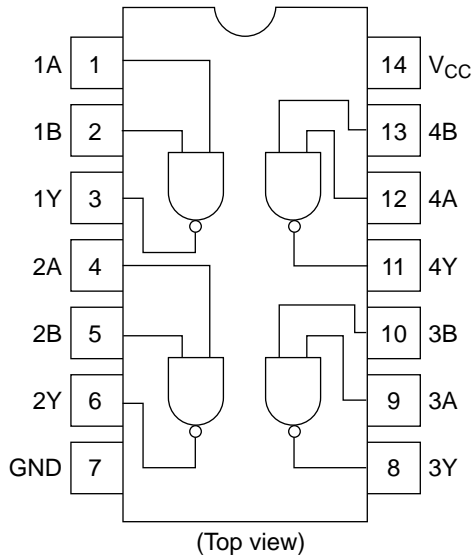 1A 1 14 VCC
1B 2 13 4B
1Y 3 12 4A
2A 4 11 4Y
2B 5 10 3B
2Y 6 9 3A
GND 7 8 3Y
(Top view)